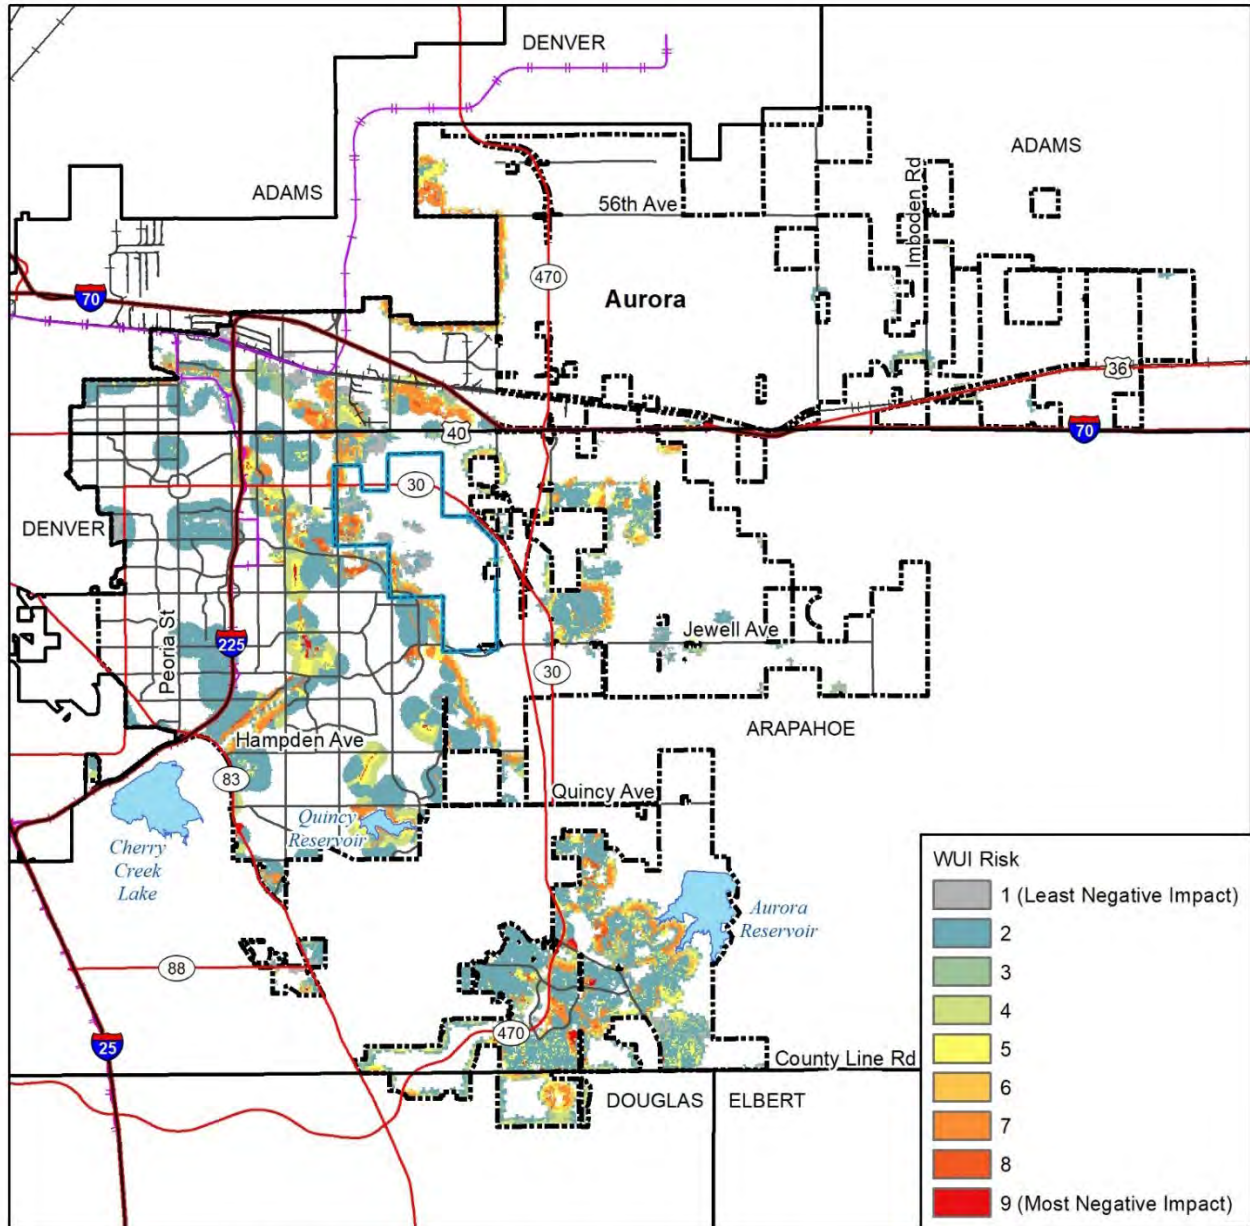 DENVER
ADAMS
ADAMS
56th Ave
Imboden Rd
470
70
Aurora
36
40
70
30
DENVER
Peoria St
225
Jewell Ave
30
ARAPAHOE
Hampden Ave
83
Quincy Ave
Quincy
Reservoir
Cherry
Creek
Lake
Aurora
Reservoir
88
470
25
County Line Rd
DOUGLAS
ELBERT
WUI Risk
1 (Least Negative Impact)
2
3
4
5
6
7
8
9 (Most Negative Impact)